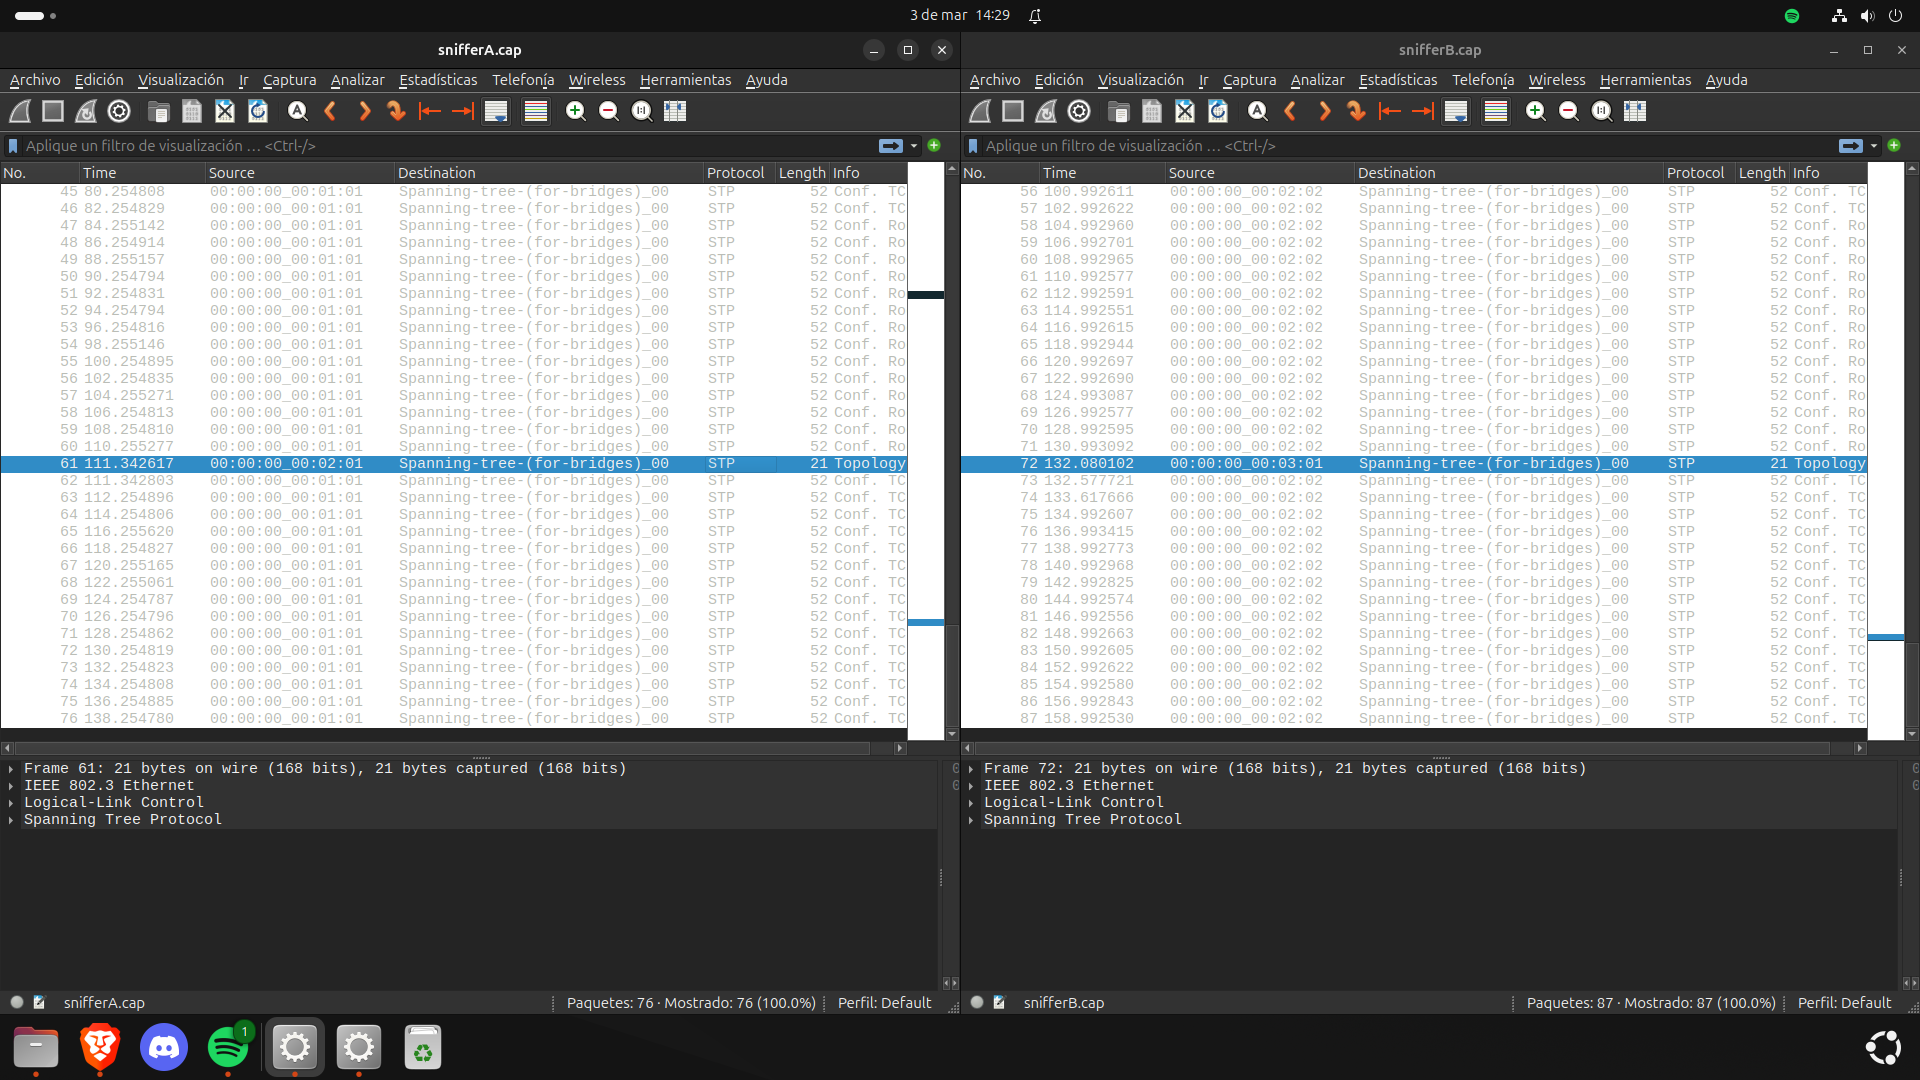 3 de mar 14:29
snifferA.cap
Archivo Edición Visualización Ir Captura Analizar Estadísticas Telefonía Wireless Herramientas Ayuda
Aplique un filtro de visualización … <Ctrl-/>
No. Time Source Destination Protocol Length Info
45 80.254808 00:00:00_00:01:01 Spanning-tree-(for-bridges)_00 STP 52 Conf. TC
46 82.254829 00:00:00_00:01:01 Spanning-tree-(for-bridges)_00 STP 52 Conf. TC
47 84.255142 00:00:00_00:01:01 Spanning-tree-(for-bridges)_00 STP 52 Conf. Ro
48 86.254914 00:00:00_00:01:01 Spanning-tree-(for-bridges)_00 STP 52 Conf. Ro
49 88.255157 00:00:00_00:01:01 Spanning-tree-(for-bridges)_00 STP 52 Conf. Ro
50 90.254794 00:00:00_00:01:01 Spanning-tree-(for-bridges)_00 STP 52 Conf. Ro
51 92.254831 00:00:00_00:01:01 Spanning-tree-(for-bridges)_00 STP 52 Conf. Ro
52 94.254794 00:00:00_00:01:01 Spanning-tree-(for-bridges)_00 STP 52 Conf. Ro
53 96.254816 00:00:00_00:01:01 Spanning-tree-(for-bridges)_00 STP 52 Conf. Ro
54 98.255146 00:00:00_00:01:01 Spanning-tree-(for-bridges)_00 STP 52 Conf. Ro
55 100.254895 00:00:00_00:01:01 Spanning-tree-(for-bridges)_00 STP 52 Conf. Ro
56 102.254835 00:00:00_00:01:01 Spanning-tree-(for-bridges)_00 STP 52 Conf. Ro
57 104.255271 00:00:00_00:01:01 Spanning-tree-(for-bridges)_00 STP 52 Conf. Ro
58 106.254813 00:00:00_00:01:01 Spanning-tree-(for-bridges)_00 STP 52 Conf. Ro
59 108.254810 00:00:00_00:01:01 Spanning-tree-(for-bridges)_00 STP 52 Conf. Ro
60 110.255277 00:00:00_00:01:01 Spanning-tree-(for-bridges)_00 STP 52 Conf. Ro
61 111.342617 00:00:00_00:02:01 Spanning-tree-(for-bridges)_00 STP 21 Topology
62 111.342803 00:00:00_00:01:01 Spanning-tree-(for-bridges)_00 STP 52 Conf. TC
63 112.254896 00:00:00_00:01:01 Spanning-tree-(for-bridges)_00 STP 52 Conf. TC
64 114.254806 00:00:00_00:01:01 Spanning-tree-(for-bridges)_00 STP 52 Conf. TC
65 116.255620 00:00:00_00:01:01 Spanning-tree-(for-bridges)_00 STP 52 Conf. TC
66 118.254827 00:00:00_00:01:01 Spanning-tree-(for-bridges)_00 STP 52 Conf. TC
67 120.255165 00:00:00_00:01:01 Spanning-tree-(for-bridges)_00 STP 52 Conf. TC
68 122.255061 00:00:00_00:01:01 Spanning-tree-(for-bridges)_00 STP 52 Conf. TC
69 124.254787 00:00:00_00:01:01 Spanning-tree-(for-bridges)_00 STP 52 Conf. TC
70 126.254796 00:00:00_00:01:01 Spanning-tree-(for-bridges)_00 STP 52 Conf. TC
71 128.254862 00:00:00_00:01:01 Spanning-tree-(for-bridges)_00 STP 52 Conf. TC
72 130.254819 00:00:00_00:01:01 Spanning-tree-(for-bridges)_00 STP 52 Conf. TC
73 132.254823 00:00:00_00:01:01 Spanning-tree-(for-bridges)_00 STP 52 Conf. TC
74 134.254808 00:00:00_00:01:01 Spanning-tree-(for-bridges)_00 STP 52 Conf. TC
75 136.254885 00:00:00_00:01:01 Spanning-tree-(for-bridges)_00 STP 52 Conf. TC
76 138.254780 00:00:00_00:01:01 Spanning-tree-(for-bridges)_00 STP 52 Conf. TC
Frame 61: 21 bytes on wire (168 bits), 21 bytes captured (168 bits)
IEEE 802.3 Ethernet
Logical-Link Control
Spanning Tree Protocol
snifferA.cap Paquetes: 76 · Mostrado: 76 (100.0%) Perfil: Default
snifferB.cap
Archivo Edición Visualización Ir Captura Analizar Estadísticas Telefonía Wireless Herramientas Ayuda
Aplique un filtro de visualización … <Ctrl-/>
No. Time Source Destination Protocol Length Info
56 100.992611 00:00:00_00:02:02 Spanning-tree-(for-bridges)_00 STP 52 Conf. TC
57 102.992622 00:00:00_00:02:02 Spanning-tree-(for-bridges)_00 STP 52 Conf. TC
58 104.992960 00:00:00_00:02:02 Spanning-tree-(for-bridges)_00 STP 52 Conf. Ro
59 106.992701 00:00:00_00:02:02 Spanning-tree-(for-bridges)_00 STP 52 Conf. Ro
60 108.992965 00:00:00_00:02:02 Spanning-tree-(for-bridges)_00 STP 52 Conf. Ro
61 110.992577 00:00:00_00:02:02 Spanning-tree-(for-bridges)_00 STP 52 Conf. Ro
62 112.992591 00:00:00_00:02:02 Spanning-tree-(for-bridges)_00 STP 52 Conf. Ro
63 114.992551 00:00:00_00:02:02 Spanning-tree-(for-bridges)_00 STP 52 Conf. Ro
64 116.992615 00:00:00_00:02:02 Spanning-tree-(for-bridges)_00 STP 52 Conf. Ro
65 118.992944 00:00:00_00:02:02 Spanning-tree-(for-bridges)_00 STP 52 Conf. Ro
66 120.992697 00:00:00_00:02:02 Spanning-tree-(for-bridges)_00 STP 52 Conf. Ro
67 122.992690 00:00:00_00:02:02 Spanning-tree-(for-bridges)_00 STP 52 Conf. Ro
68 124.993087 00:00:00_00:02:02 Spanning-tree-(for-bridges)_00 STP 52 Conf. Ro
69 126.992577 00:00:00_00:02:02 Spanning-tree-(for-bridges)_00 STP 52 Conf. Ro
70 128.992595 00:00:00_00:02:02 Spanning-tree-(for-bridges)_00 STP 52 Conf. Ro
71 130.993092 00:00:00_00:02:02 Spanning-tree-(for-bridges)_00 STP 52 Conf. Ro
72 132.080102 00:00:00_00:03:01 Spanning-tree-(for-bridges)_00 STP 21 Topology
73 132.577721 00:00:00_00:02:02 Spanning-tree-(for-bridges)_00 STP 52 Conf. TC
74 133.617666 00:00:00_00:02:02 Spanning-tree-(for-bridges)_00 STP 52 Conf. TC
75 134.992607 00:00:00_00:02:02 Spanning-tree-(for-bridges)_00 STP 52 Conf. TC
76 136.993415 00:00:00_00:02:02 Spanning-tree-(for-bridges)_00 STP 52 Conf. TC
77 138.992773 00:00:00_00:02:02 Spanning-tree-(for-bridges)_00 STP 52 Conf. TC
78 140.992968 00:00:00_00:02:02 Spanning-tree-(for-bridges)_00 STP 52 Conf. TC
79 142.992825 00:00:00_00:02:02 Spanning-tree-(for-bridges)_00 STP 52 Conf. TC
80 144.992574 00:00:00_00:02:02 Spanning-tree-(for-bridges)_00 STP 52 Conf. TC
81 146.992556 00:00:00_00:02:02 Spanning-tree-(for-bridges)_00 STP 52 Conf. TC
82 148.992663 00:00:00_00:02:02 Spanning-tree-(for-bridges)_00 STP 52 Conf. TC
83 150.992605 00:00:00_00:02:02 Spanning-tree-(for-bridges)_00 STP 52 Conf. TC
84 152.992622 00:00:00_00:02:02 Spanning-tree-(for-bridges)_00 STP 52 Conf. TC
85 154.992580 00:00:00_00:02:02 Spanning-tree-(for-bridges)_00 STP 52 Conf. TC
86 156.992843 00:00:00_00:02:02 Spanning-tree-(for-bridges)_00 STP 52 Conf. TC
87 158.992530 00:00:00_00:02:02 Spanning-tree-(for-bridges)_00 STP 52 Conf. TC
Frame 72: 21 bytes on wire (168 bits), 21 bytes captured (168 bits)
IEEE 802.3 Ethernet
Logical-Link Control
Spanning Tree Protocol
snifferB.cap Paquetes: 87 · Mostrado: 87 (100.0%) Perfil: Default
1